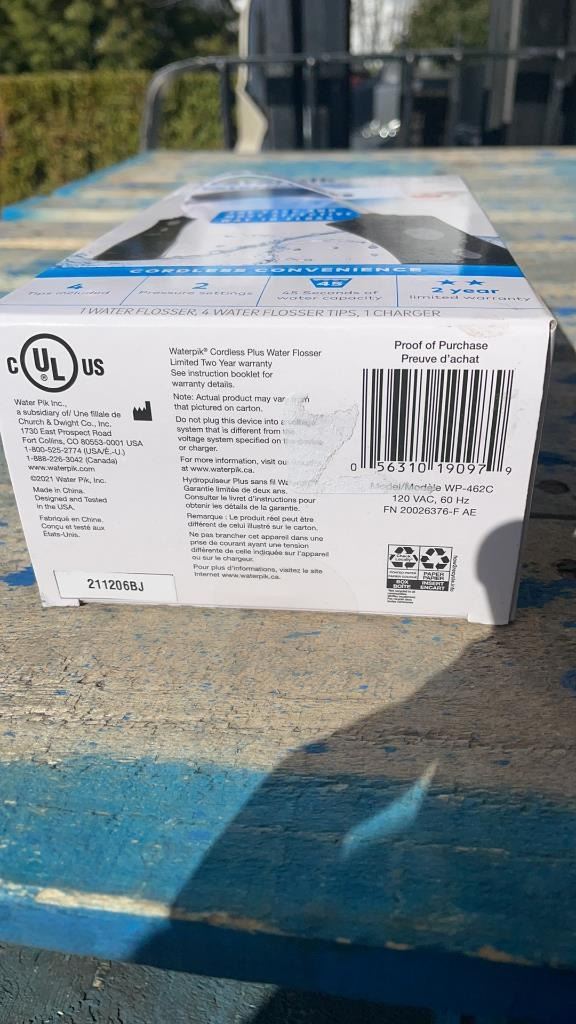 CORDLESS CONVENIENCE
4 2 45 2 year
Tips included Pressure settings 45 Seconds of limited warranty
water capacity
1 WATER FLOSSER, 4 WATER FLOSSER TIPS, 1 CHARGER
C UL US
®
Water Pik Inc.,
a subsidiary of/ Une filiale de
Church & Dwight Co., Inc.
1730 East Prospect Road
Fort Collins, CO 80553-0001 USA
1-800-525-2774 (USA/É.-U.)
1-888-226-3042 (Canada)
www.waterpik.com
©2021 Water Pik, Inc.
Made in China.
Designed and Tested
in the USA.
Fabriqué en Chine.
Conçu et testé aux
États-Unis.
211206BJ
Waterpik® Cordless Plus Water Flosser
Limited Two Year warranty
See instruction booklet for
warranty details.
Note: Actual product may vary from
that pictured on carton.
Do not plug this device into a voltage
system that is different from the
voltage system specified on the device
or charger.
For more information, visit our
at www.waterpik.ca.
Hydropulseur Plus sans fil
Garantie limitée de deux ans.
Consulter le livret d'instructions pour
obtenir les détails de la garantie.
Remarque : Le produit réel peut être
différent de celui illustré sur le carton.
Ne pas brancher cet appareil dans une
prise de courant ayant une tension
différente de celle indiquée sur l'appareil
ou sur le chargeur.
Pour plus d'informations, visitez le site
Internet www.waterpik.ca.
Proof of Purchase
Preuve d'achat
0 56310 19097 9
Model/Modèle WP-462C
120 VAC, 60 Hz
FN 20026376-F AE
PAPER
PAPIER
BOX INSERT
BOÎTE ENCART